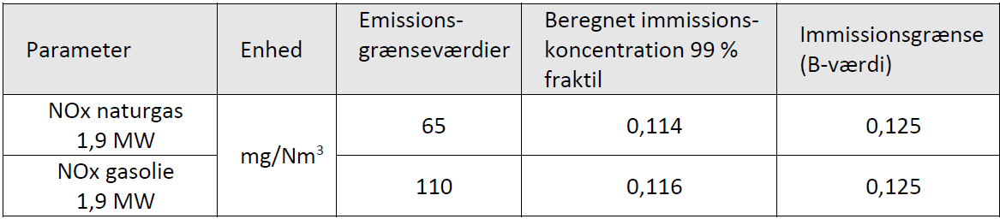 Parameter
Enhed
Emissions-
grænseværdier
Beregnet immissions-
koncentration 99 %
fraktil
Immissionsgrænse
(B-værdi)
NOx naturgas
1,9 MW
mg/Nm³
65
0,114
0,125
NOx gasolie
1,9 MW
110
0,116
0,125